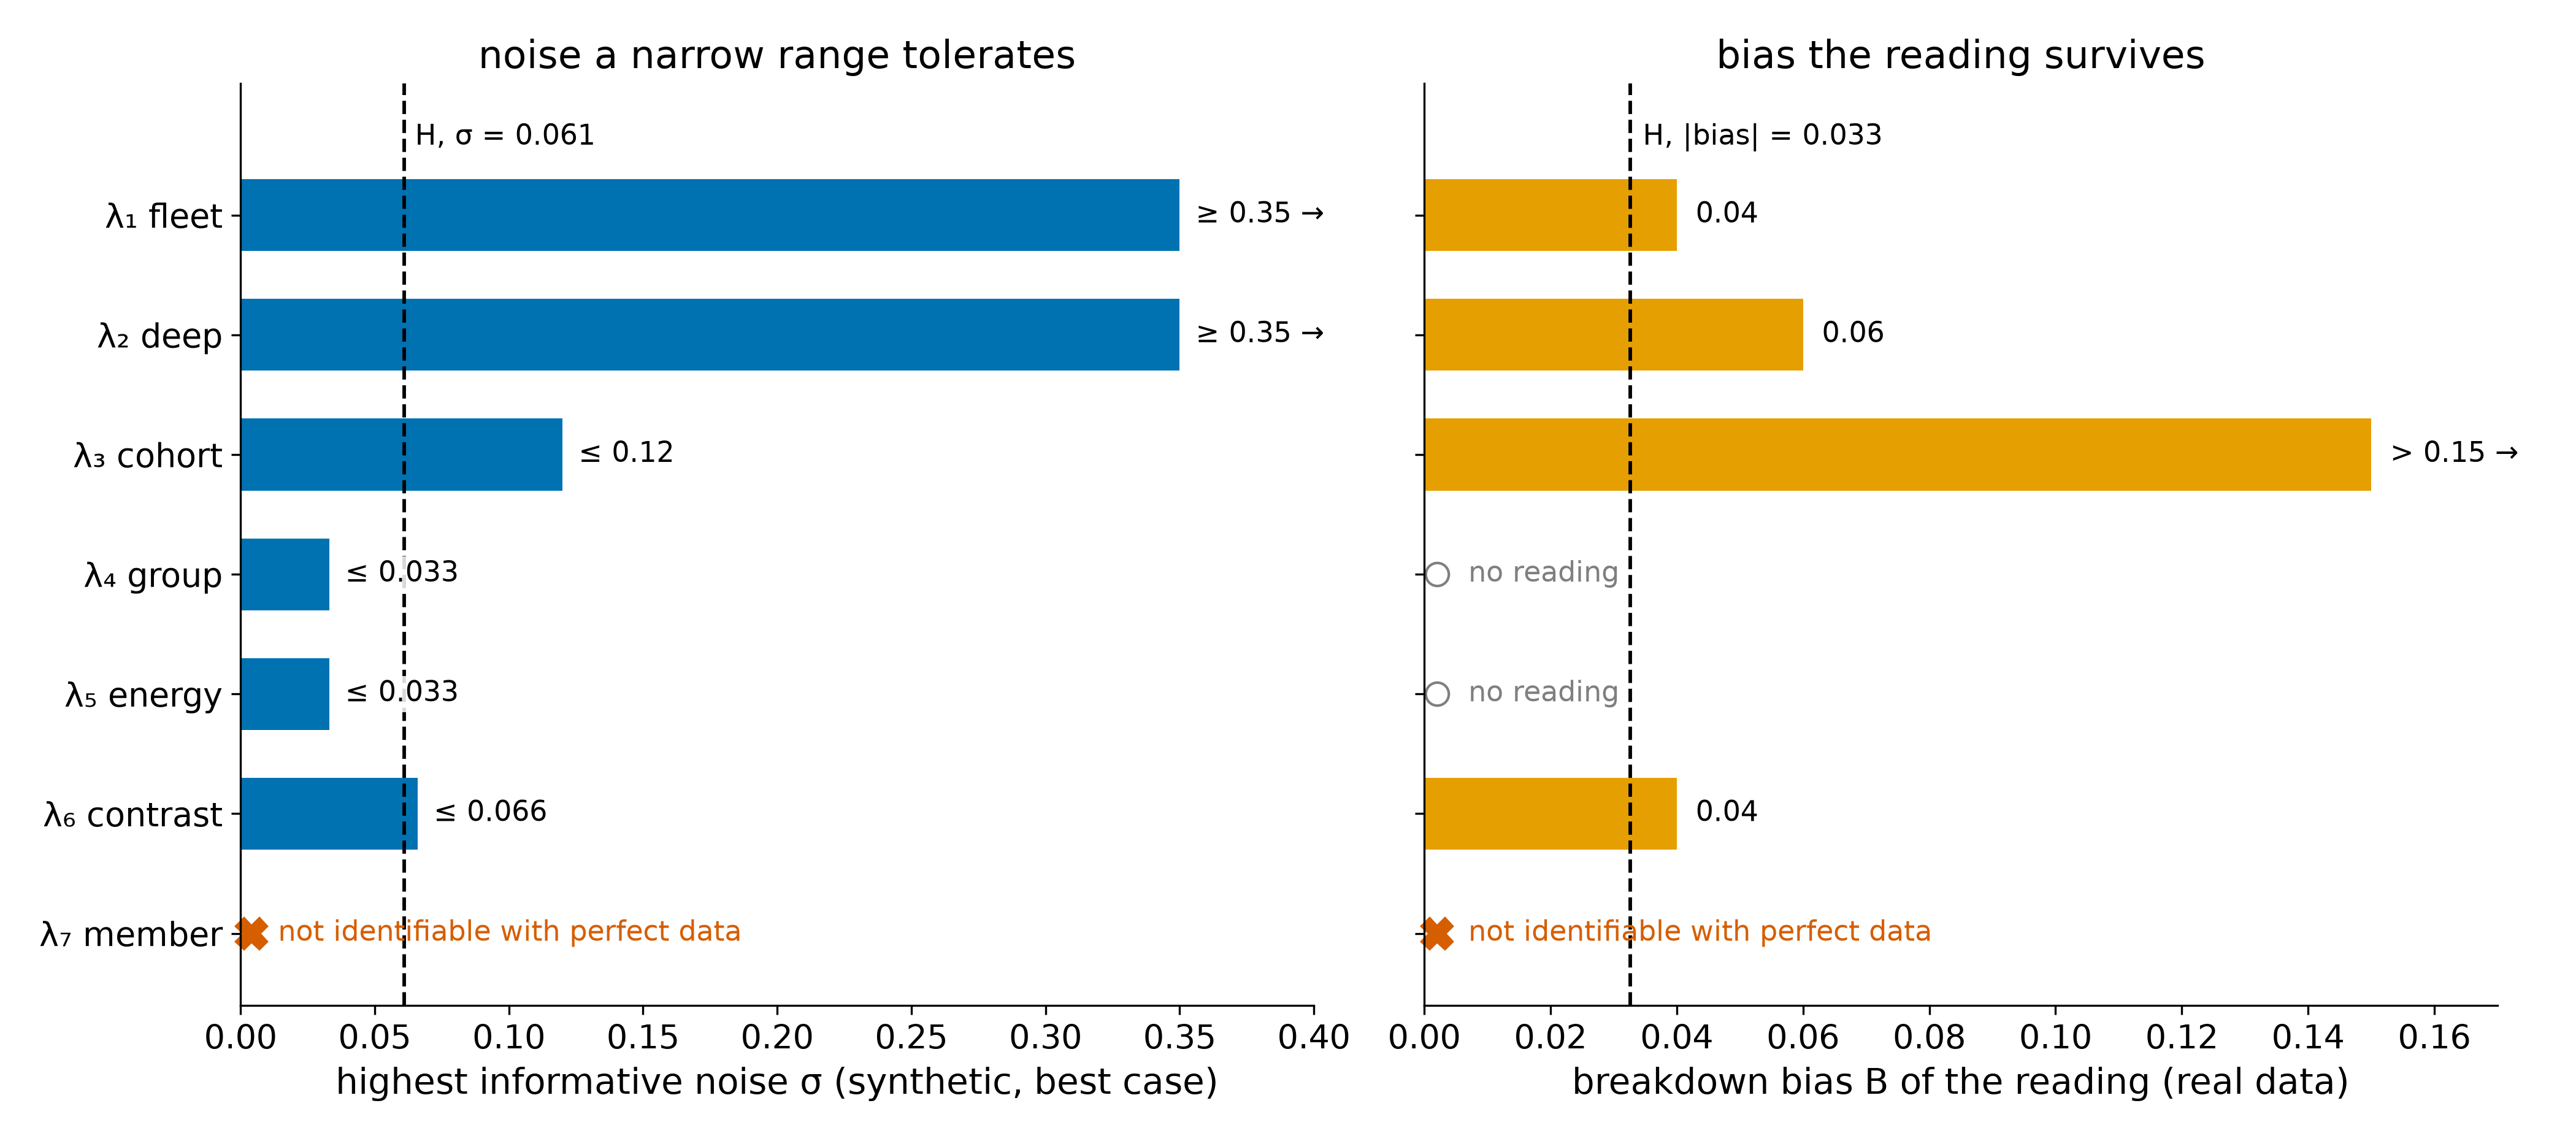 noise a narrow range tolerates
H, σ = 0.061
λ₁ fleet
≥ 0.35 →
λ₂ deep
≥ 0.35 →
λ₃ cohort
≤ 0.12
λ₄ group
≤ 0.033
λ₅ energy
≤ 0.033
λ₆ contrast
≤ 0.066
λ₇ member
not identifiable with perfect data
0.00 0.05 0.10 0.15 0.20 0.25 0.30 0.35 0.40
highest informative noise σ (synthetic, best case)
bias the reading survives
H, |bias| = 0.033
0.04
0.06
> 0.15 →
no reading
no reading
0.04
not identifiable with perfect data
0.00 0.02 0.04 0.06 0.08 0.10 0.12 0.14 0.16
breakdown bias B of the reading (real data)